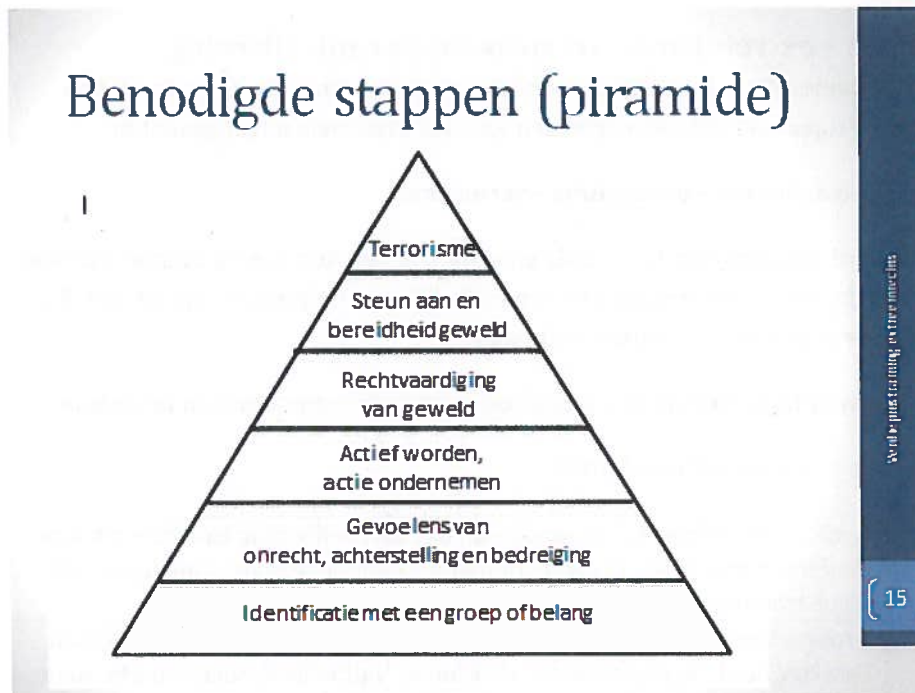 Benodigde stappen (piramide)
Terrorisme
Steun aan en
bereidheid geweld
Rechtvaardiging
van geweld
Actief worden,
actie ondernemen
Gevoelens van
onrecht, achterstelling en bedreiging
Identificatie met een groep of belang
extreemrechts
15